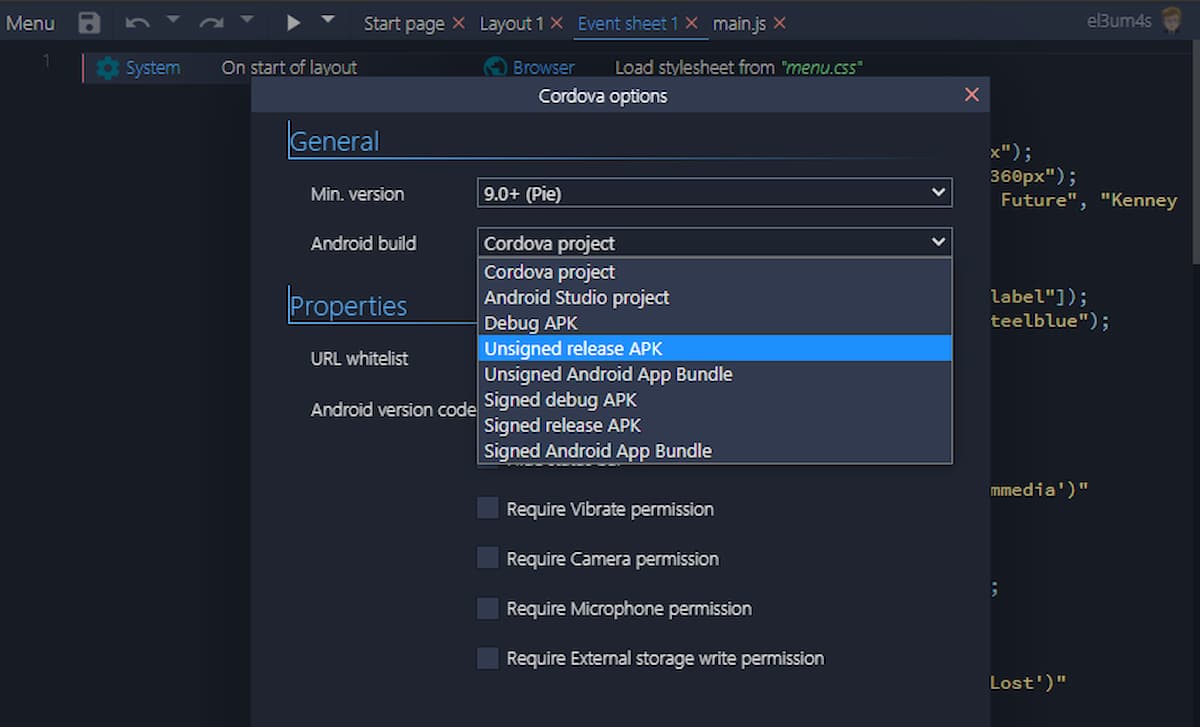 Menu Start page Layout 1 Event sheet 1 main.js el3um4s
1 System On start of layout Browser Load stylesheet from "menu.css"
Cordova options
General
x");
360px");
Min. version 9.0+ (Pie)
Future", "Kenney
Android build Cordova project
Cordova project
Android Studio project
label"]);
Properties
Debug APK
teelblue");
Unsigned release APK
URL whitelist
Unsigned Android App Bundle
Signed debug APK
Android version code
Signed release APK
Signed Android App Bundle
mmedia')"
Require Vibrate permission
Require Camera permission
;
Require Microphone permission
Require External storage write permission
Lost')"